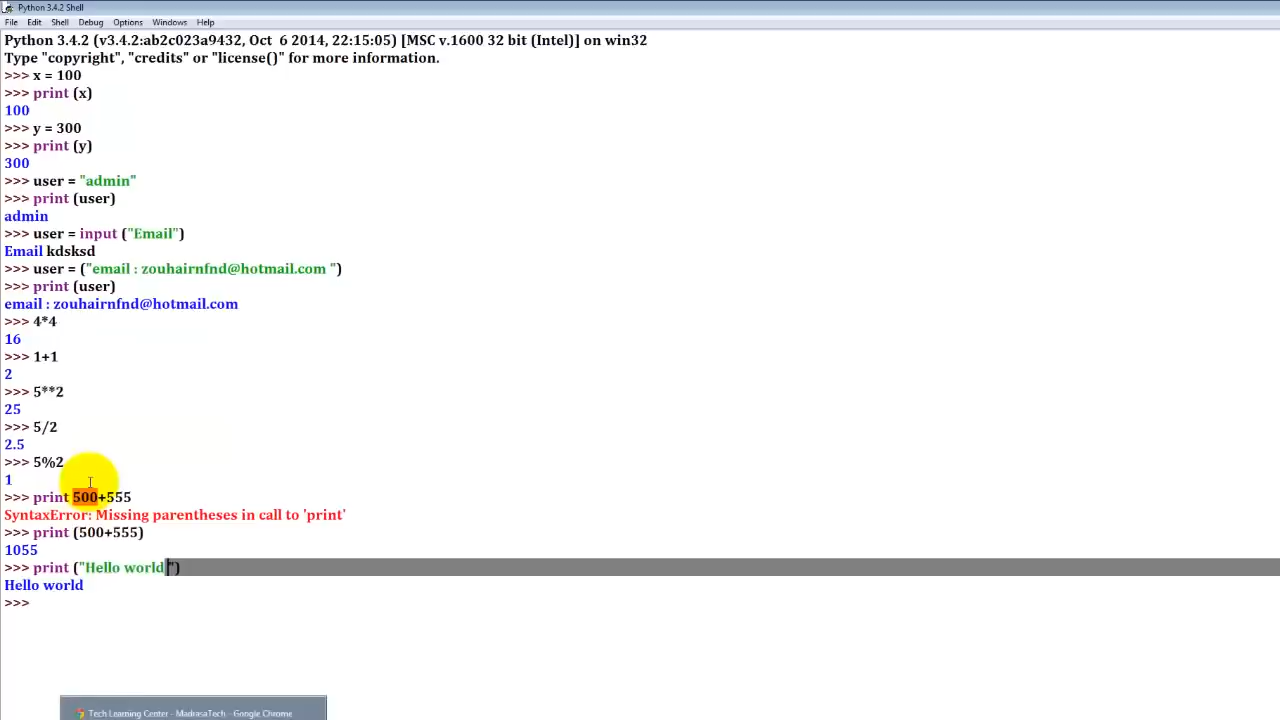 Python 3.4.2 Shell
File Edit Shell Debug Options Windows Help
Python 3.4.2 (v3.4.2:ab2c023a9432, Oct  6 2014, 22:15:05) [MSC v.1600 32 bit (Intel)] on win32
Type "copyright", "credits" or "license()" for more information.
>>> x = 100
>>> print (x)
100
>>> y = 300
>>> print (y)
300
>>> user = "admin"
>>> print (user)
admin
>>> user = input ("Email")
Email kdsksd
>>> user = ("email : zouhairnfnd@hotmail.com ")
>>> print (user)
email : zouhairnfnd@hotmail.com
>>> 4*4
16
>>> 1+1
2
>>> 5**2
25
>>> 5/2
2.5
>>> 5%2
1
>>> print 500+555
SyntaxError: Missing parentheses in call to 'print'
>>> print (500+555)
1055
>>> print ("Hello world ")
Hello world
>>>
Tech Learning Center - MadrasaTech - Google Chrome